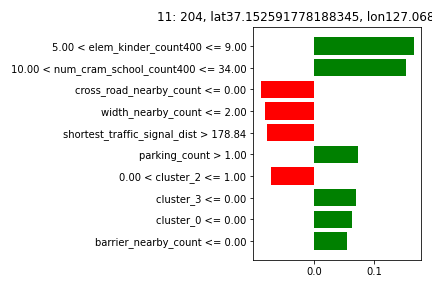 11: 204, lat37.152591778188345, lon127.068
5.00 < elem_kinder_count400 <= 9.00
10.00 < num_cram_school_count400 <= 34.00
cross_road_nearby_count <= 0.00
width_nearby_count <= 2.00
shortest_traffic_signal_dist > 178.84
parking_count > 1.00
0.00 < cluster_2 <= 1.00
cluster_3 <= 0.00
cluster_0 <= 0.00
barrier_nearby_count <= 0.00
0.0 0.1